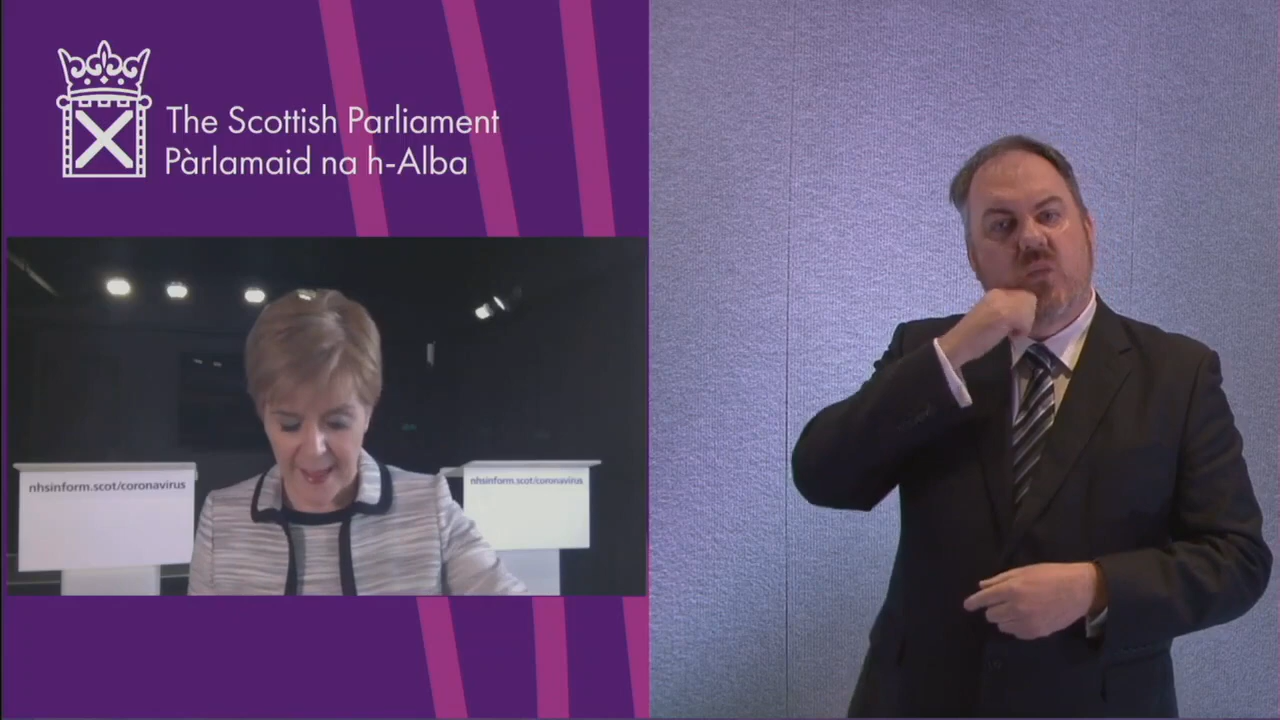 The Scottish Parliament
Pàrlamaid na h-Alba
nhsinform.scot/coronavirus
nhsinform.scot/coronavirus